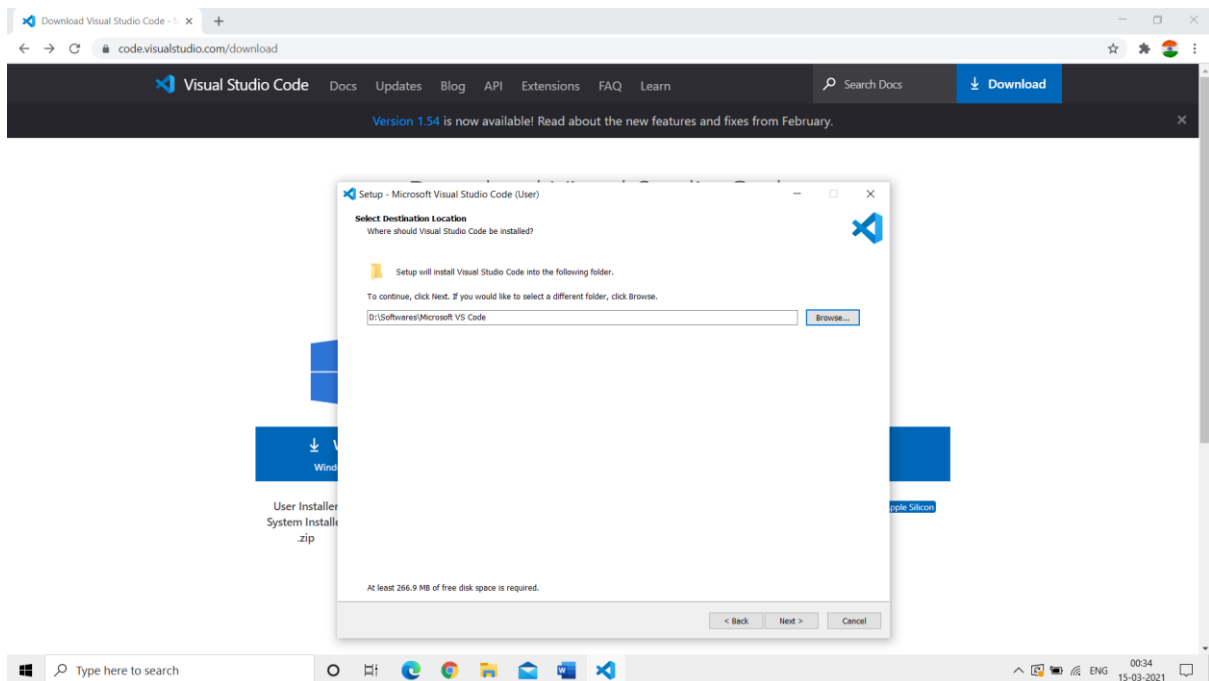 Download Visual Studio Code -
code.visualstudio.com/download
Visual Studio Code Docs Updates Blog API Extensions FAQ Learn Search Docs Download
Version 1.54 is now available! Read about the new features and fixes from February.
Setup - Microsoft Visual Studio Code (User)
Select Destination Location
Where should Visual Studio Code be installed?
Setup will install Visual Studio Code into the following folder.
To continue, click Next. If you would like to select a different folder, click Browse.
D:\Softwares\Microsoft VS Code Browse...
Wind
User Installer
System Installe
.zip
pple Silicon
At least 266.9 MB of free disk space is required.
< Back Next > Cancel
Type here to search
ENG 00:34
15-03-2021